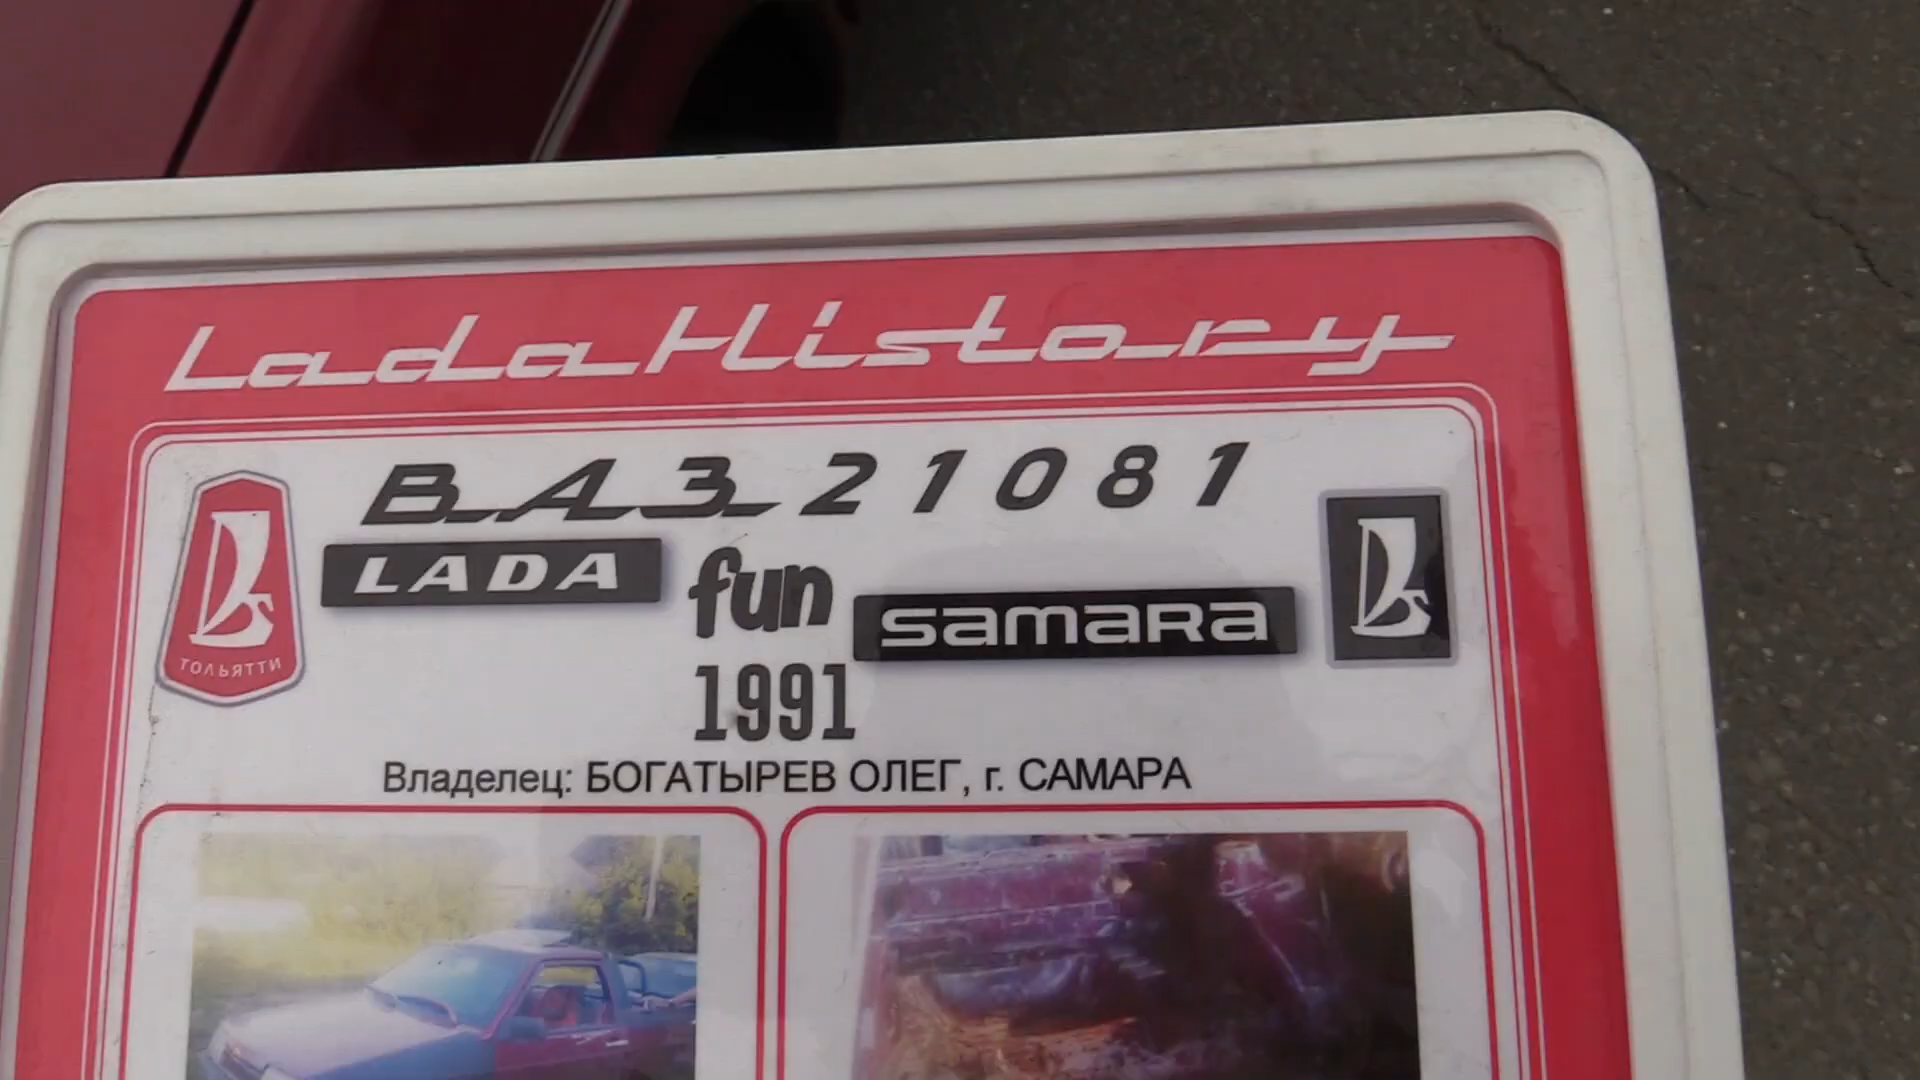 LadaHistory
ВАЗ 21081
LADA fun samaRa
1991
ТОЛЬЯТТИ
Владелец: БОГАТЫРЕВ ОЛЕГ, г. САМАРА